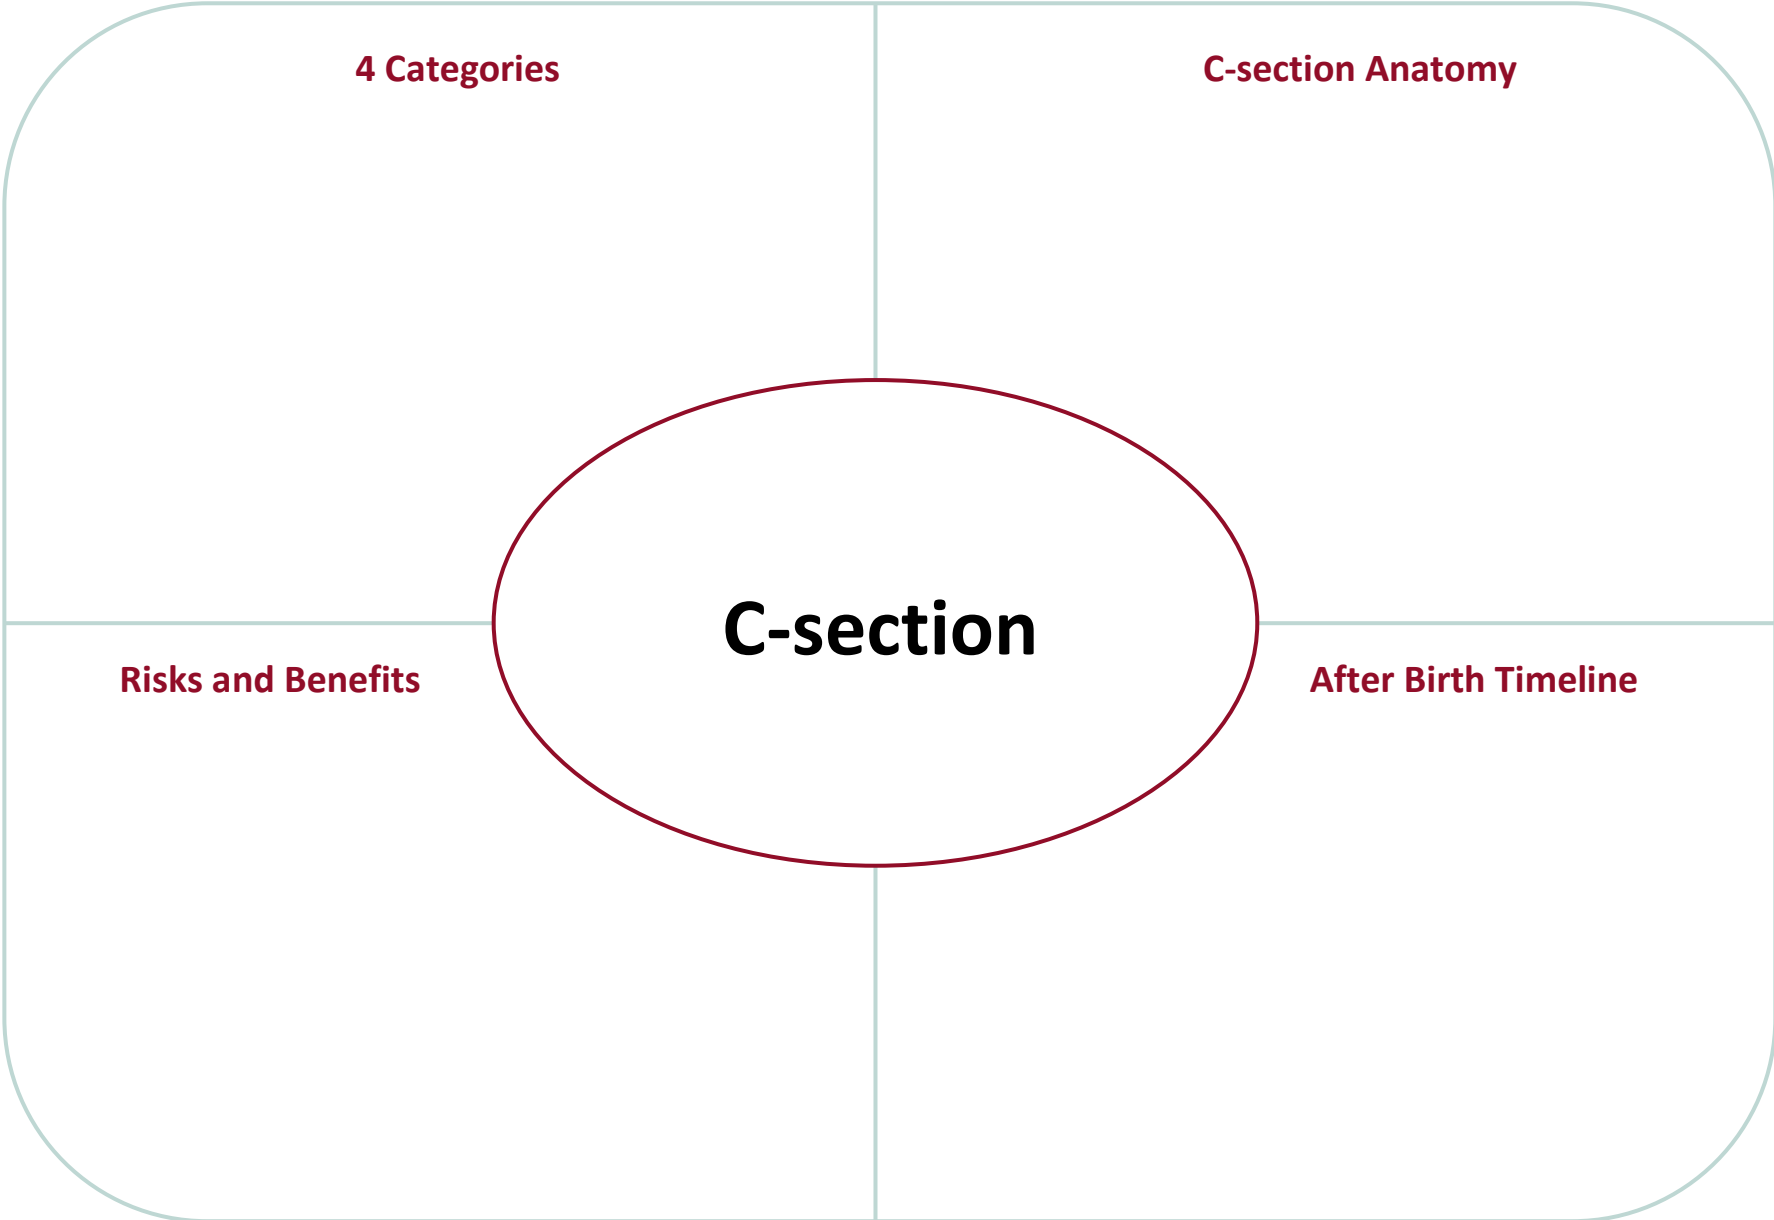 4 Categories
C-section Anatomy
C-section
Risks and Benefits
After Birth Timeline